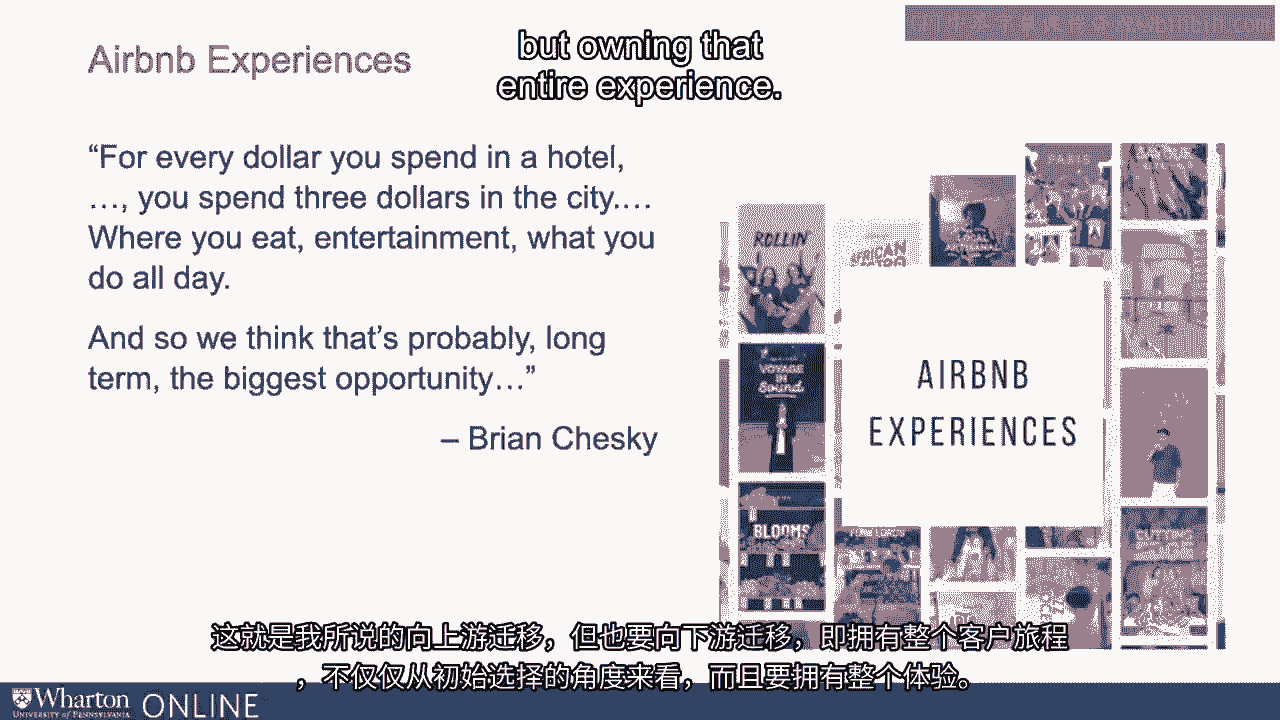 Airbnb Experiences
but owning that
entire experience.
“For every dollar you spend in a hotel,
…, you spend three dollars in the city.…
Where you eat, entertainment, what you
do all day.
And so we think that’s probably, long
term, the biggest opportunity…”
– Brian Chesky
ROLLIN'
VOYAGE
IN
Sound
BLOOMS
AIRBNB
EXPERIENCES
这就是我所说的向上游迁移，但也要向下游迁移，即拥有整个客户旅程
，不仅仅从初始选择的角度来看，而且要拥有整个体验。
Wharton
UNIVERSITY of PENNSYLVANIA
ONLINE